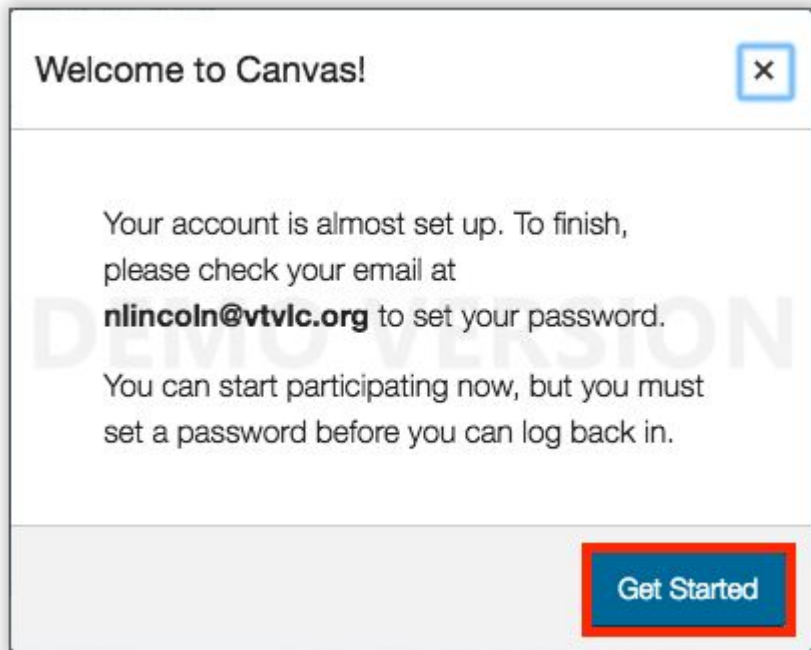 Welcome to Canvas!
×
Your account is almost set up. To finish,
please check your email at
nlincoln@vtvlc.org to set your password.
DEMO VERSION
You can start participating now, but you must
set a password before you can log back in.
Get Started